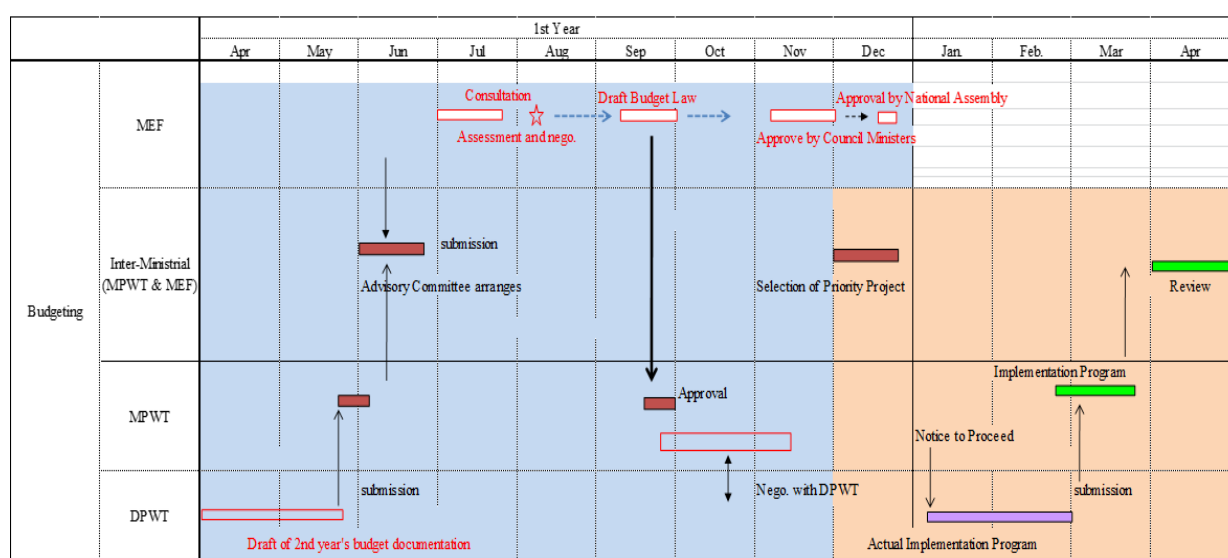 1st Year
Apr May Jun Jul Aug Sep Oct Nov Dec Jan. Feb. Mar Apr
Budgeting
MEF
Consultation
Draft Budget Law
Approval by National Assembly
Assessment and nego.
Approve by Council Ministers
Inter-Ministrial
(MPWT & MEF)
submission
Advisory Committee arranges
Selection of Priority Project
Review
MPWT
Implementation Program
Approval
Notice to Proceed
DPWT
submission
Nego. with DPWT
submission
Draft of 2nd year's budget documentation
Actual Implementation Program